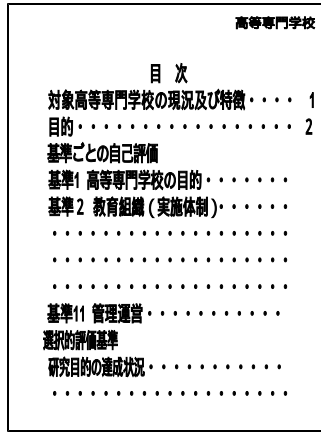 高等専門学校
目 次
対象高等専門学校の現況及び特徴・・・・ 1
目的・・・・・・・・・・・・・・・・・ 2
基準ごとの自己評価
基準1 高等専門学校の目的・・・・・・・
基準2 教育組織(実施体制)・・・・・・
・・・・・・・・・・・・・・・・・・
・・・・・・・・・・・・・・・・・・
・・・・・・・・・・・・・・・・・・
基準11 管理運営・・・・・・・・・・・
選択的評価基準
研究目的の達成状況・・・・・・・・・・・
・・・・・・・・・・・・・・・・・・